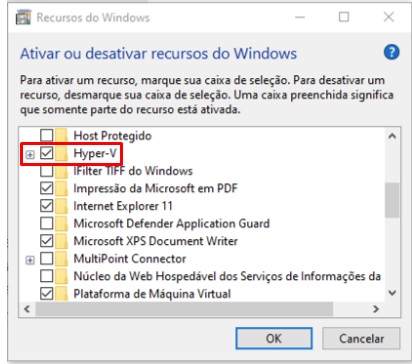 Recursos do Windows
Ativar ou desativar recursos do Windows
Para ativar um recurso, marque sua caixa de seleção. Para desativar um
recurso, desmarque sua caixa de seleção. Uma caixa preenchida significa
que somente parte do recurso está ativada.
Host Protegido
Hyper-V
IFilter TIFF do Windows
Impressão da Microsoft em PDF
Internet Explorer 11
Microsoft Defender Application Guard
Microsoft XPS Document Writer
MultiPoint Connector
Núcleo da Web Hospedável dos Serviços de Informações da
Plataforma de Máquina Virtual
OK Cancelar